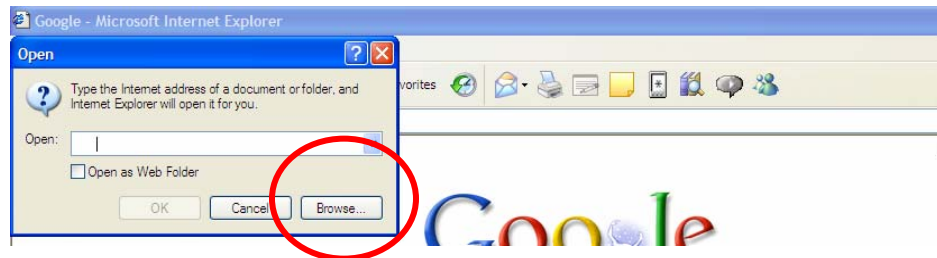 Google - Microsoft Internet Explorer
Open
Type the Internet address of a document or folder, and
Internet Explorer will open it for you.
vorites
Open:
Open as Web Folder
OK
Cancel
Browse...
Google